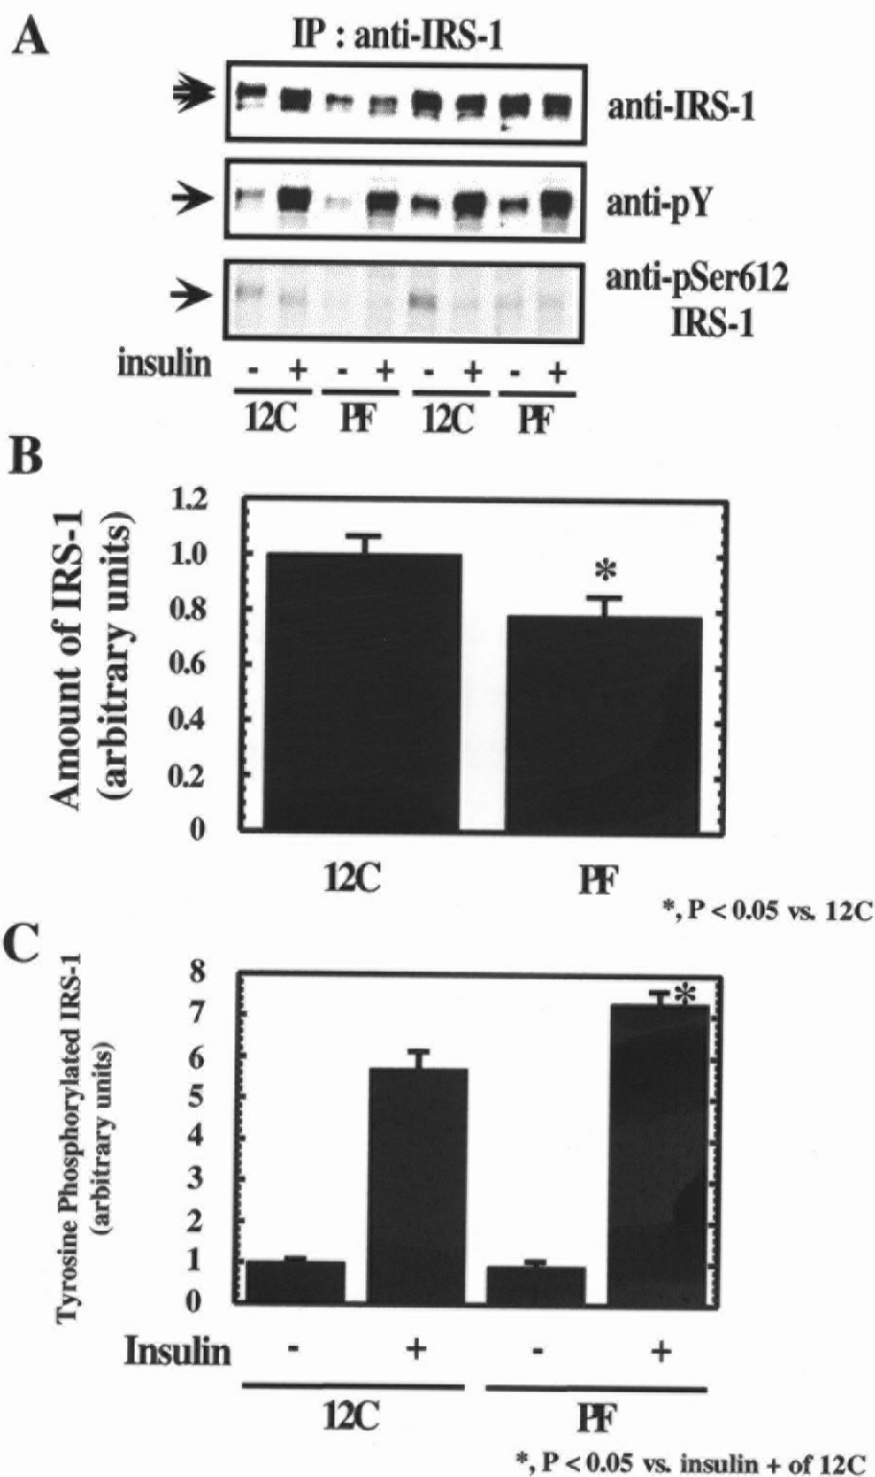 A
IP : anti-IRS-1
anti-IRS-1
anti-pY
anti-pSer612
IRS-1
insulin - + - + - + - +
12C PF 12C PF
B
Amount of IRS-1
(arbitrary units)
1.2
1.0
0.8
0.6
0.4
0.2
0
*
12C PF
*, P < 0.05 vs. 12C
C
Tyrosine Phosphorylated IRS-1
(arbitrary units)
8
7
6
5
4
3
2
1
0
*
Insulin - + - +
12C PF
*, P < 0.05 vs. insulin + of 12C